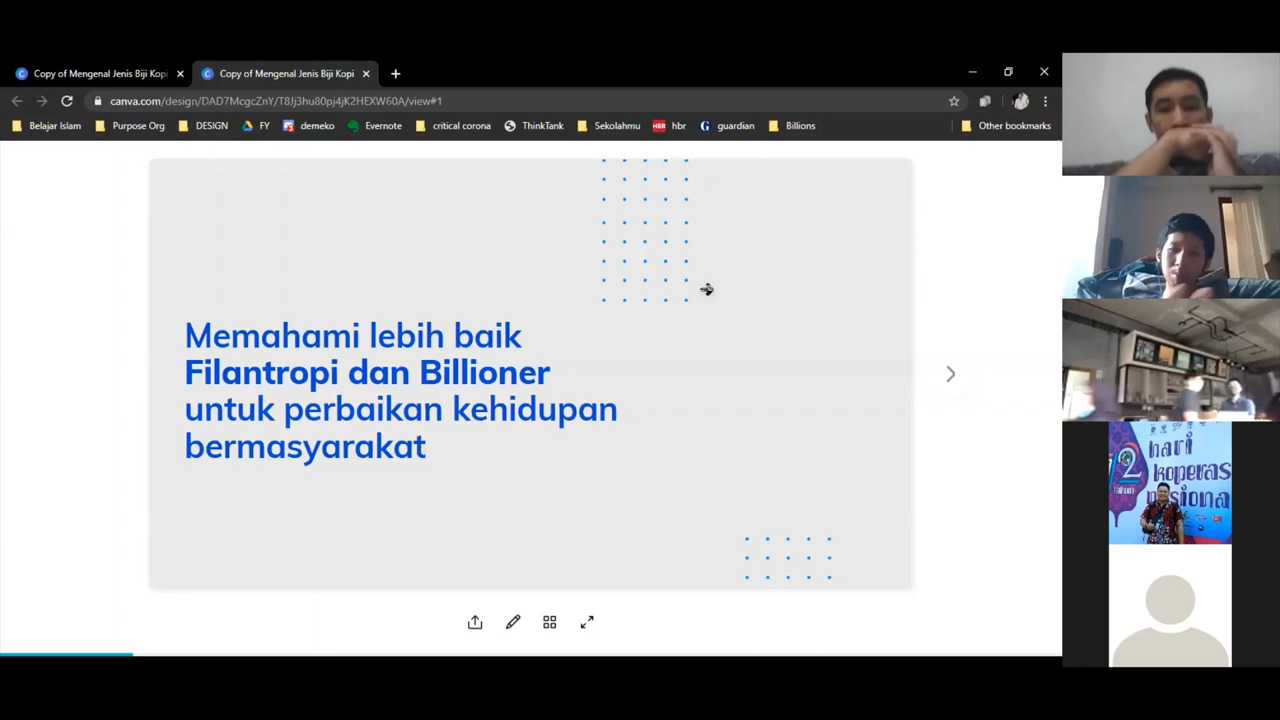 Copy of Mengenal Jenis Biji Kopi
Copy of Mengenal Jenis Biji Kopi
canva.com/design/DAD7McgcZnY/T8Jj3hu80pj4jK2HEXW60A/view#1
Belajar Islam
Purpose Org
DESIGN
FY
demeko
Evernote
critical corona
ThinkTank
Sekolahmu
HBR
hbr
guardian
Billions
Other bookmarks
Memahami lebih baik
Filantropi dan Billioner
untuk perbaikan kehidupan
bermasyarakat
hari
koperas
nasiona